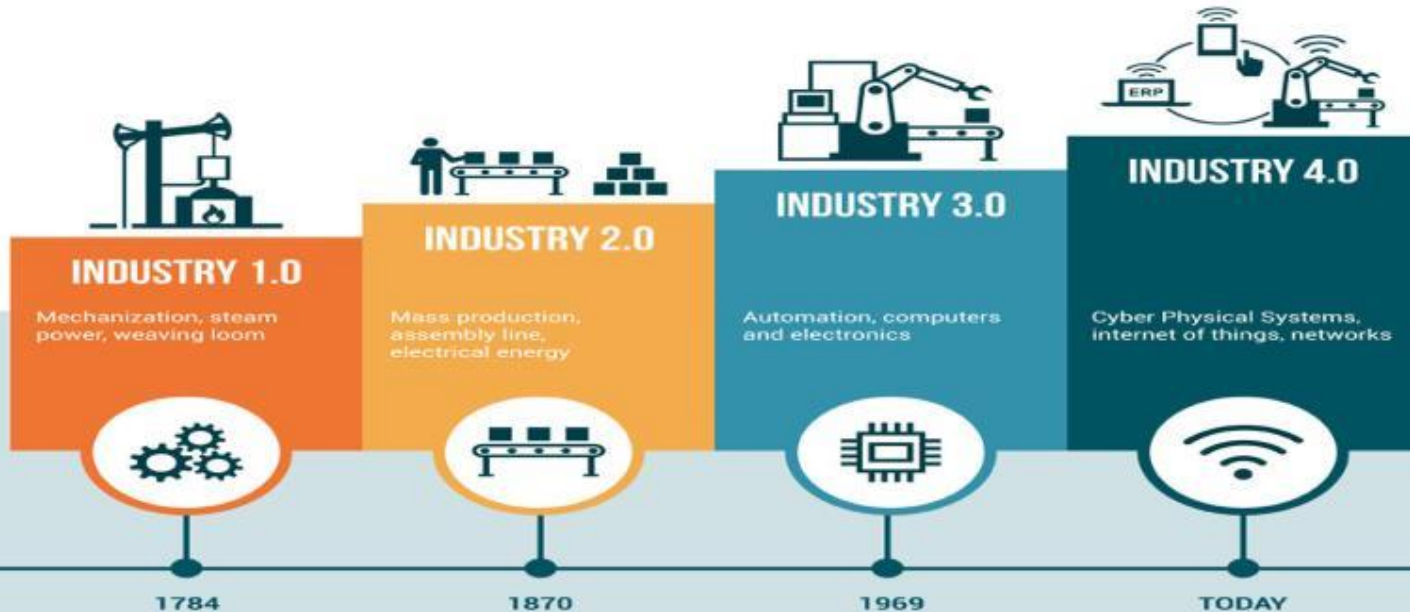 ERP
INDUSTRY 1.0
Mechanization, steam
power, weaving loom
INDUSTRY 2.0
Mass production,
assembly line,
electrical energy
INDUSTRY 3.0
Automation, computers
and electronics
INDUSTRY 4.0
Cyber Physical Systems,
internet of things, networks
1784
1870
1969
TODAY